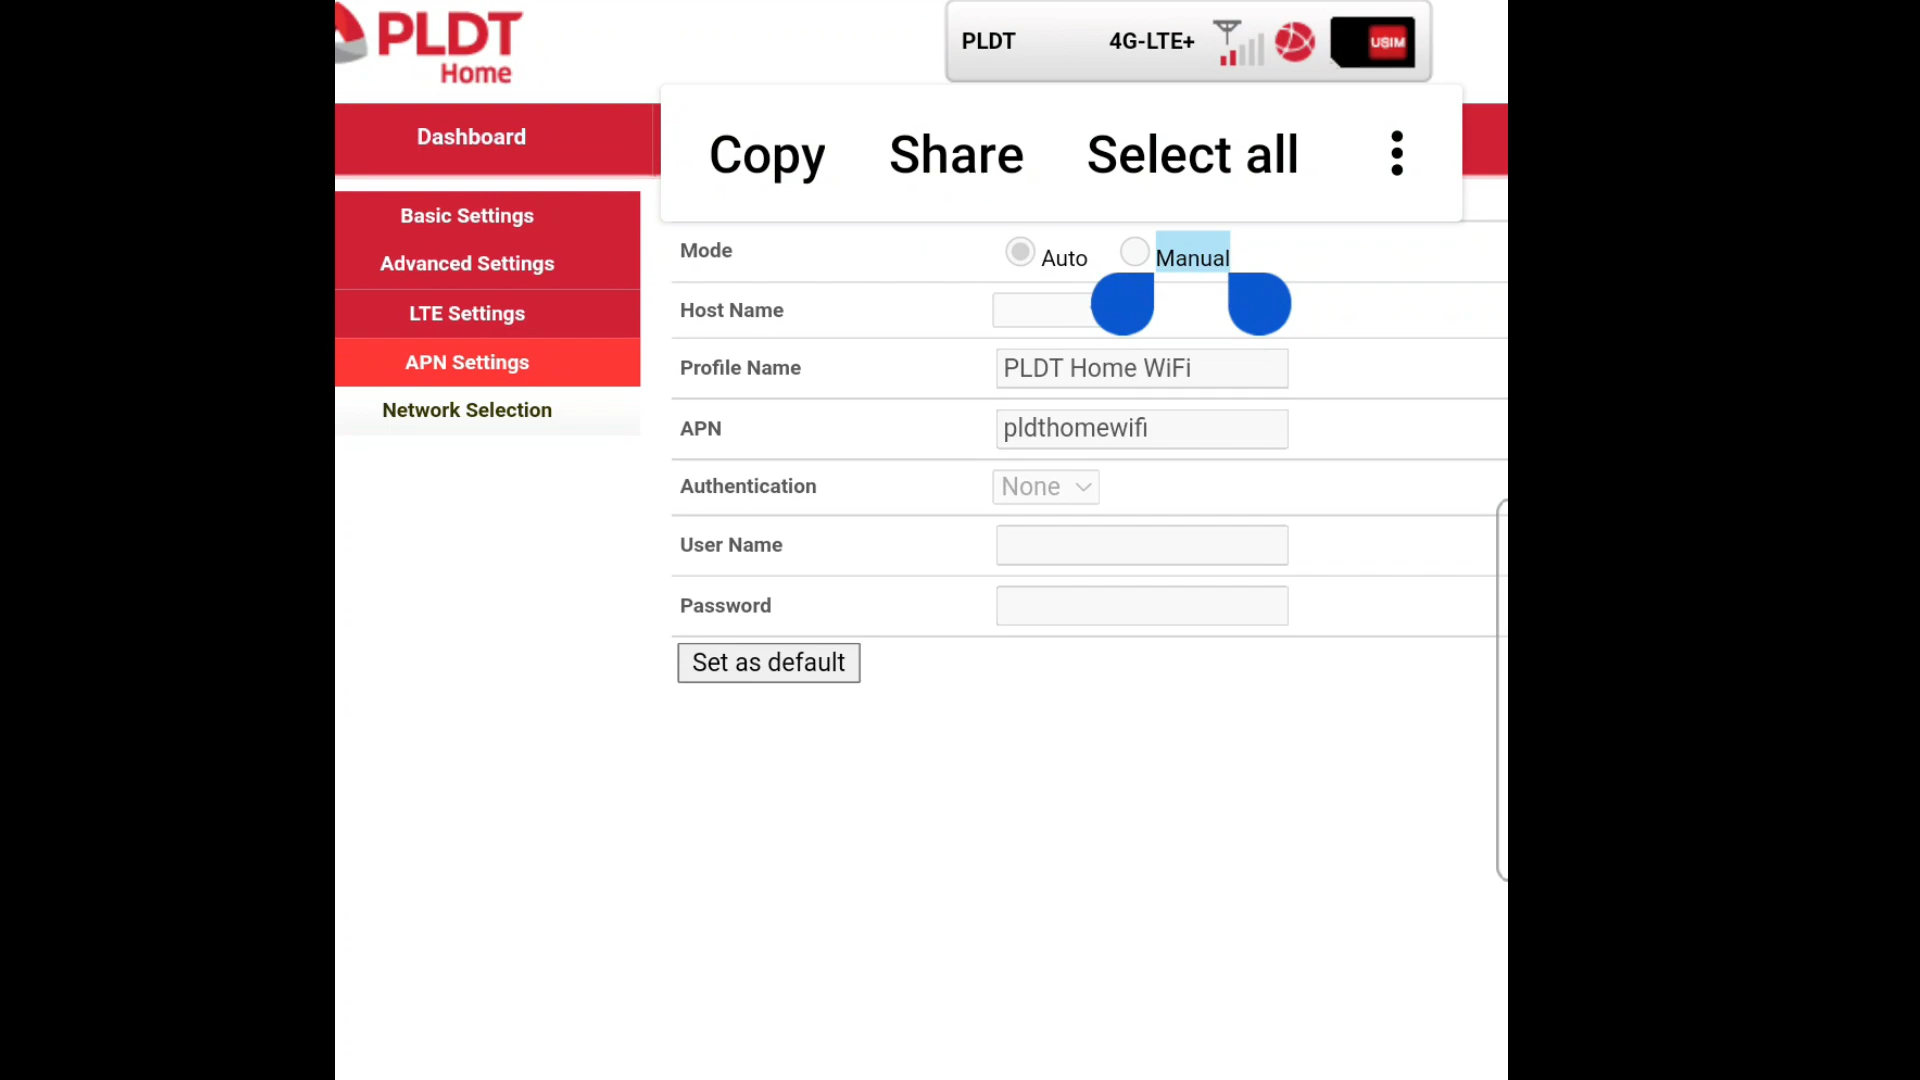 PLDT
Home
PLDT 4G-LTE+ USIM
Dashboard
Copy Share Select all
Basic Settings
Advanced Settings
LTE Settings
APN Settings
Network Selection
Mode Auto Manual
Host Name
Profile Name PLDT Home WiFi
APN pldthomewifi
Authentication None
User Name
Password
Set as default